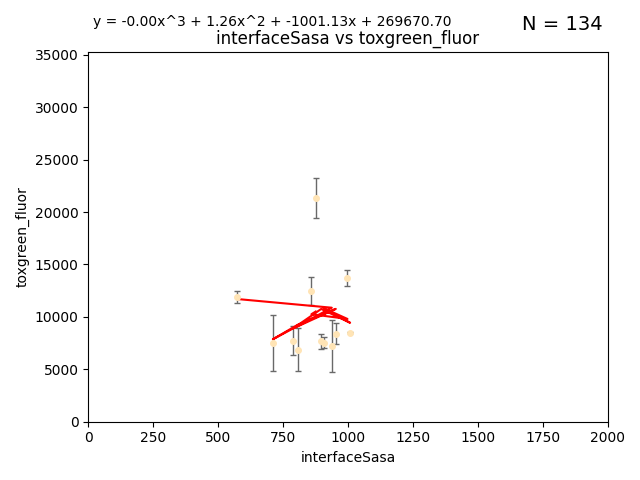 y = -0.00x^3 + 1.26x^2 + -1001.13x + 269670.70
N = 134
interfaceSasa vs toxgreen_fluor
35000
30000
25000
20000
15000
10000
5000
0
toxgreen_fluor
0 250 500 750 1000 1250 1500 1750 2000
interfaceSasa